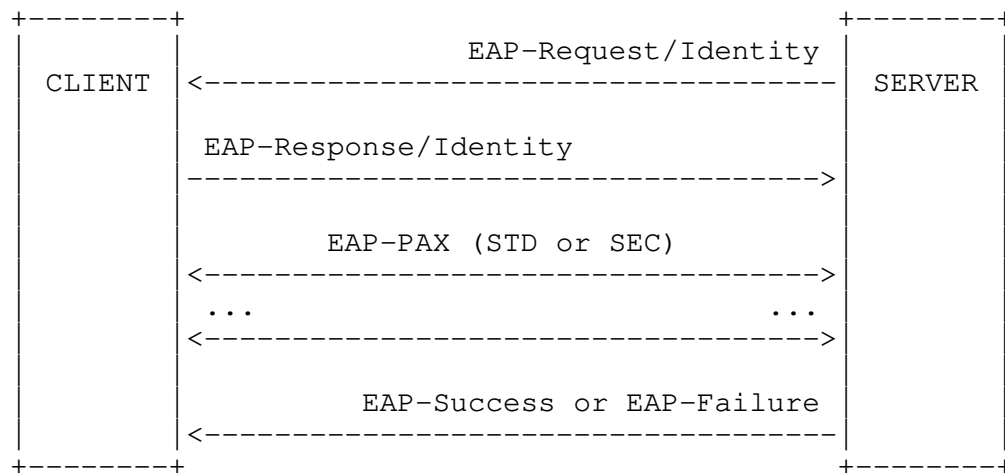 EAP-Request/Identity
CLIENT SERVER
EAP-Response/Identity
EAP-PAX (STD or SEC)
... ...
EAP-Success or EAP-Failure